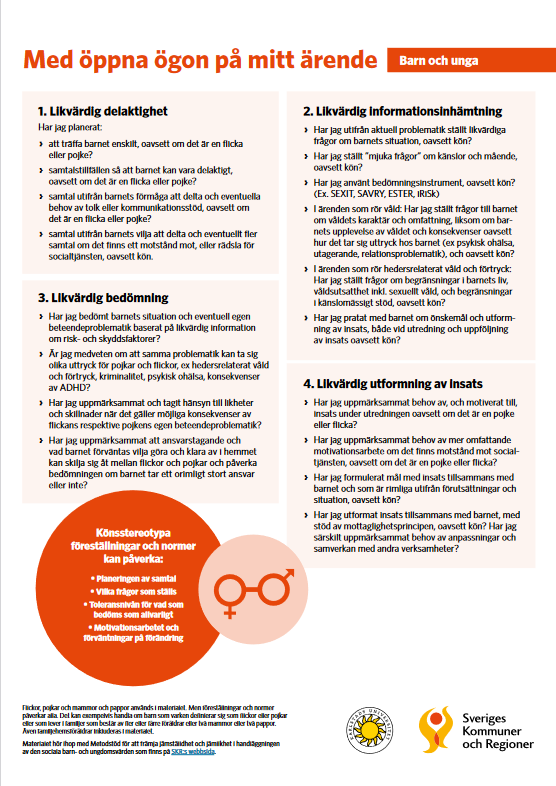 Med öppna ögon på mitt ärende
Barn och unga
1. Likvärdig delaktighet
Har jag planerat:
› att träffa barnet enskilt, oavsett om det är en flicka
eller pojke?
› samtalstillfällen så att barnet kan vara delaktigt,
oavsett om det är en flicka eller pojke?
› samtal utifrån barnets förmåga att delta och eventuella
behov av tolk eller kommunikationsstöd, oavsett om
det är en flicka eller pojke?
› samtal utifrån barnets vilja att delta och eventuellt fler
samtal om det finns ett motstånd mot, eller rädsla för
socialtjänsten, oavsett kön.
2. Likvärdig informationsinhämtning
› Har jag utifrån aktuell problematik ställt likvärdiga
frågor om barnets situation, oavsett kön?
› Har jag ställt ”mjuka frågor” om känslor och mående,
oavsett kön?
› Har jag använt bedömningsinstrument, oavsett kön?
(Ex. SEXIT, SAVRY, ESTER, iRiSk)
› I ärenden som rör våld: Har jag ställt frågor till barnet
om våldets karaktär och omfattning, liksom om bar-
nets upplevelse av våldet och konsekvenser oavsett
hur det tar sig uttryck hos barnet (ex psykisk ohälsa,
utagerande, relationsproblematik), och oavsett kön?
› I ärenden som rör hedersrelaterat våld och förtryck:
Har jag ställt frågor om begränsningar i barnets liv,
våldsutsatthet inkl. sexuellt våld, och begränsningar
i känslomässigt stöd, oavsett kön?
› Har jag pratat med barnet om önskemål och utform-
ning av insats, både vid utredning och uppföljning
av insats oavsett kön?
3. Likvärdig bedömning
› Har jag bedömt barnets situation och eventuell egen
beteendeproblematik baserat på likvärdig information
om risk- och skyddsfaktorer?
› Är jag medveten om att samma problematik kan ta sig
olika uttryck för pojkar och flickor, ex hedersrelaterat våld
och förtryck, kriminalitet, psykisk ohälsa, konsekvenser
av ADHD?
› Har jag uppmärksammat och tagit hänsyn till likheter
och skillnader när det gäller möjliga konsekvenser av
flickans respektive pojkens egen beteendeproblematik?
› Har jag uppmärksammat att ansvarstagande och
vad barnet förväntas vilja göra och klara av i hemmet
kan skilja sig åt mellan flickor och pojkar och påverka
bedömningen om barnet tar ett orimligt stort ansvar
eller inte?
4. Likvärdig utformning av insats
› Har jag uppmärksammat behov av, och motiverat till,
insats under utredningen oavsett om det är en pojke
eller flicka?
› Har jag uppmärksammat behov av mer omfattande
motivationsarbete om det finns motstånd mot social-
tjänsten, oavsett om det är en pojke eller flicka?
› Har jag formulerat mål med insats tillsammans med
barnet och som är rimliga utifrån förutsättningar och
situation, oavsett kön?
› Har jag utformat insats tillsammans med barnet, med
stöd av mottaglighetsprincipen, oavsett kön? Har jag
särskilt uppmärksammat behov av anpassningar och
samverkan med andra verksamheter?
Könsstereotypa
föreställningar och normer
kan påverka:
• Planeringen av samtal
• Vilka frågor som ställs
• Toleransnivån för vad som
bedöms som allvarligt
• Motivationsarbetet och
förväntningar på förändring
Flickor, pojkar och mammor och pappor används i materialet. Men föreställningar och normer
påverkar alla. Det kan exempelvis handla om barn som varken definierar sig som flickor eller pojkar
eller som lever i familjer som består av fler eller färre föräldrar eller två mammor eller två pappor.
Även familjehemsföräldrar inkluderas i materialet.
Materialet hör ihop med Metodstöd för att främja jämställdhet och jämlikhet i handläggningen
av den sociala barn- och ungdomsvården som finns på SKR:s webbsida.
KARLSTADS UNIVERSITET
Sveriges
Kommuner
och Regioner